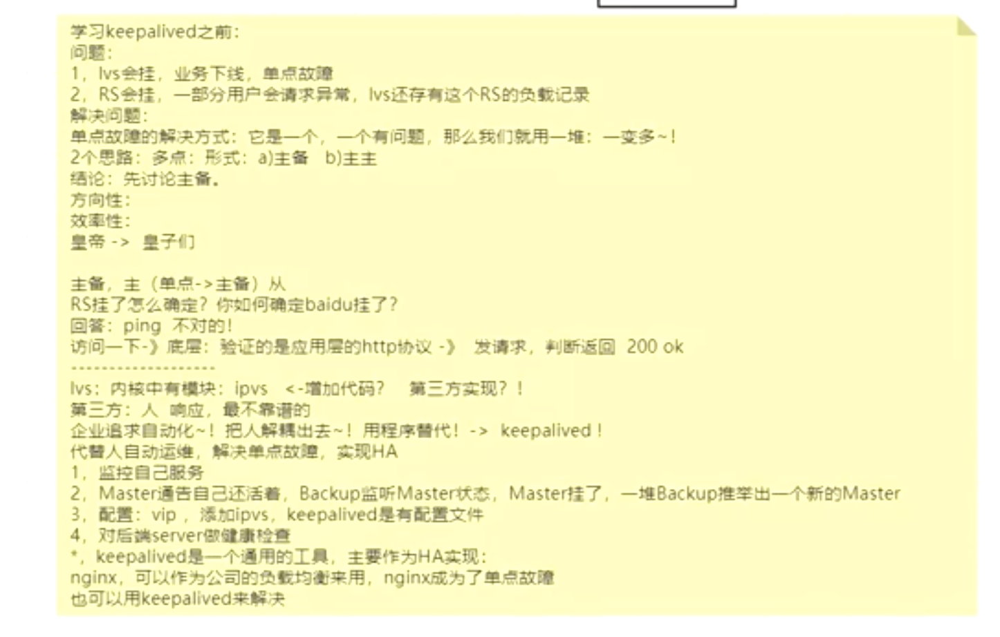 学习keepalived之前：
问题：
1，lvs会挂，业务下线，单点故障
2，RS会挂，一部分用户会请求异常，lvs还存有这个RS的负载记录
解决问题：
单点故障的解决方式：它是一个，一个有问题，那么我们就用一堆：一变多~！
2个思路：多点：形式：a)主备 b)主主
结论：先讨论主备。
方向性：
效率性：
皇帝 -> 皇子们
主备，主（单点->主备）从
RS挂了怎么确定？你如何确定baidu挂了？
回答：ping 不对的！
访问一下-》底层：验证的是应用层的http协议 -》 发请求，判断返回 200 ok
-------------------
lvs：内核中有模块：ipvs <-增加代码？ 第三方实现？！
第三方：人 响应，最不靠谱的
企业追求自动化~！把人解耦出去~！用程序替代！-> keepalived！
代替人自动运维，解决单点故障，实现HA
1，监控自己服务
2，Master通告自己还活着，Backup监听Master状态，Master挂了，一堆Backup推举出一个新的Master
3，配置：vip，添加ipvs，keepalived是有配置文件
4，对后端server做健康检查
*，keepalived是一个通用的工具，主要作为HA实现：
nginx，可以作为公司的负载均衡来用，nginx成为了单点故障
也可以用keepalived来解决